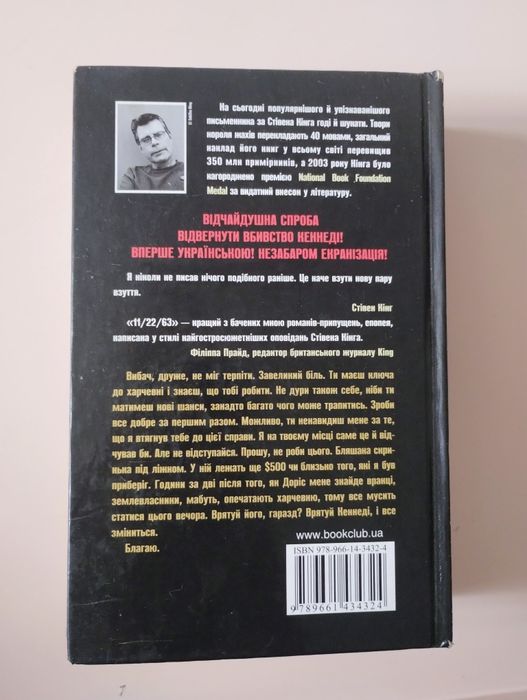 На сьогодні популярнішого й упізнаванішого
письменника за Стівена Кінга годі й шукати. Твори
короля жахів перекладають 40 мовами, загальний
наклад його книг у всьому світі перевищив
350 млн примірників, а 2003 року Кінга було
нагороджено премією National Book Foundation
Medal за видатний внесок у літературу.
ВІДЧАЙДУШНА СПРОБА
ВІДВЕРНУТИ ВБИВСТВО КЕННЕДІ!
ВПЕРШЕ УКРАЇНСЬКОЮ! НЕЗАБАРОМ ЕКРАНІЗАЦІЯ!
Я ніколи не писав нічого подібного раніше. Це наче взути нову пару
взуття.
Стівен Кінг
«11/22/63» — кращий з бачених мною романів-припущень, епопея,
написана у стилі найгостросюжетніших оповідань Стівена Кінга.
Філіппа Прайд, редактор британського журналу King
Вибач, друже, не міг терпіти. Завеликий біль. Ти маєш ключа
до харчевні і знаєш, що тобі робити. Не дури також себе, ніби ти
матимеш нові шанси, занадто багато чого може трапитись. Зроби
все добре за першим разом. Можливо, ти ненавидиш мене за те,
що я втягнув тебе до цієї справи. Я на твоєму місці саме це й від-
чував би. Але не відступайся. Прошу, не роби цього. Бляшана скри-
нька під ліжком. У ній лежать ще $500 чи близько того, які я був
приберіг. Години за дві після того, як Доріс мене знайде вранці,
землевласники, мабуть, опечатають харчевню, тому все мусить
статися цього вечора. Врятуй його, гаразд? Врятуй Кеннеді, і все
зміниться.
Благаю.
www.bookclub.ua
ISBN 978-966-14-3432-4
9789661434324